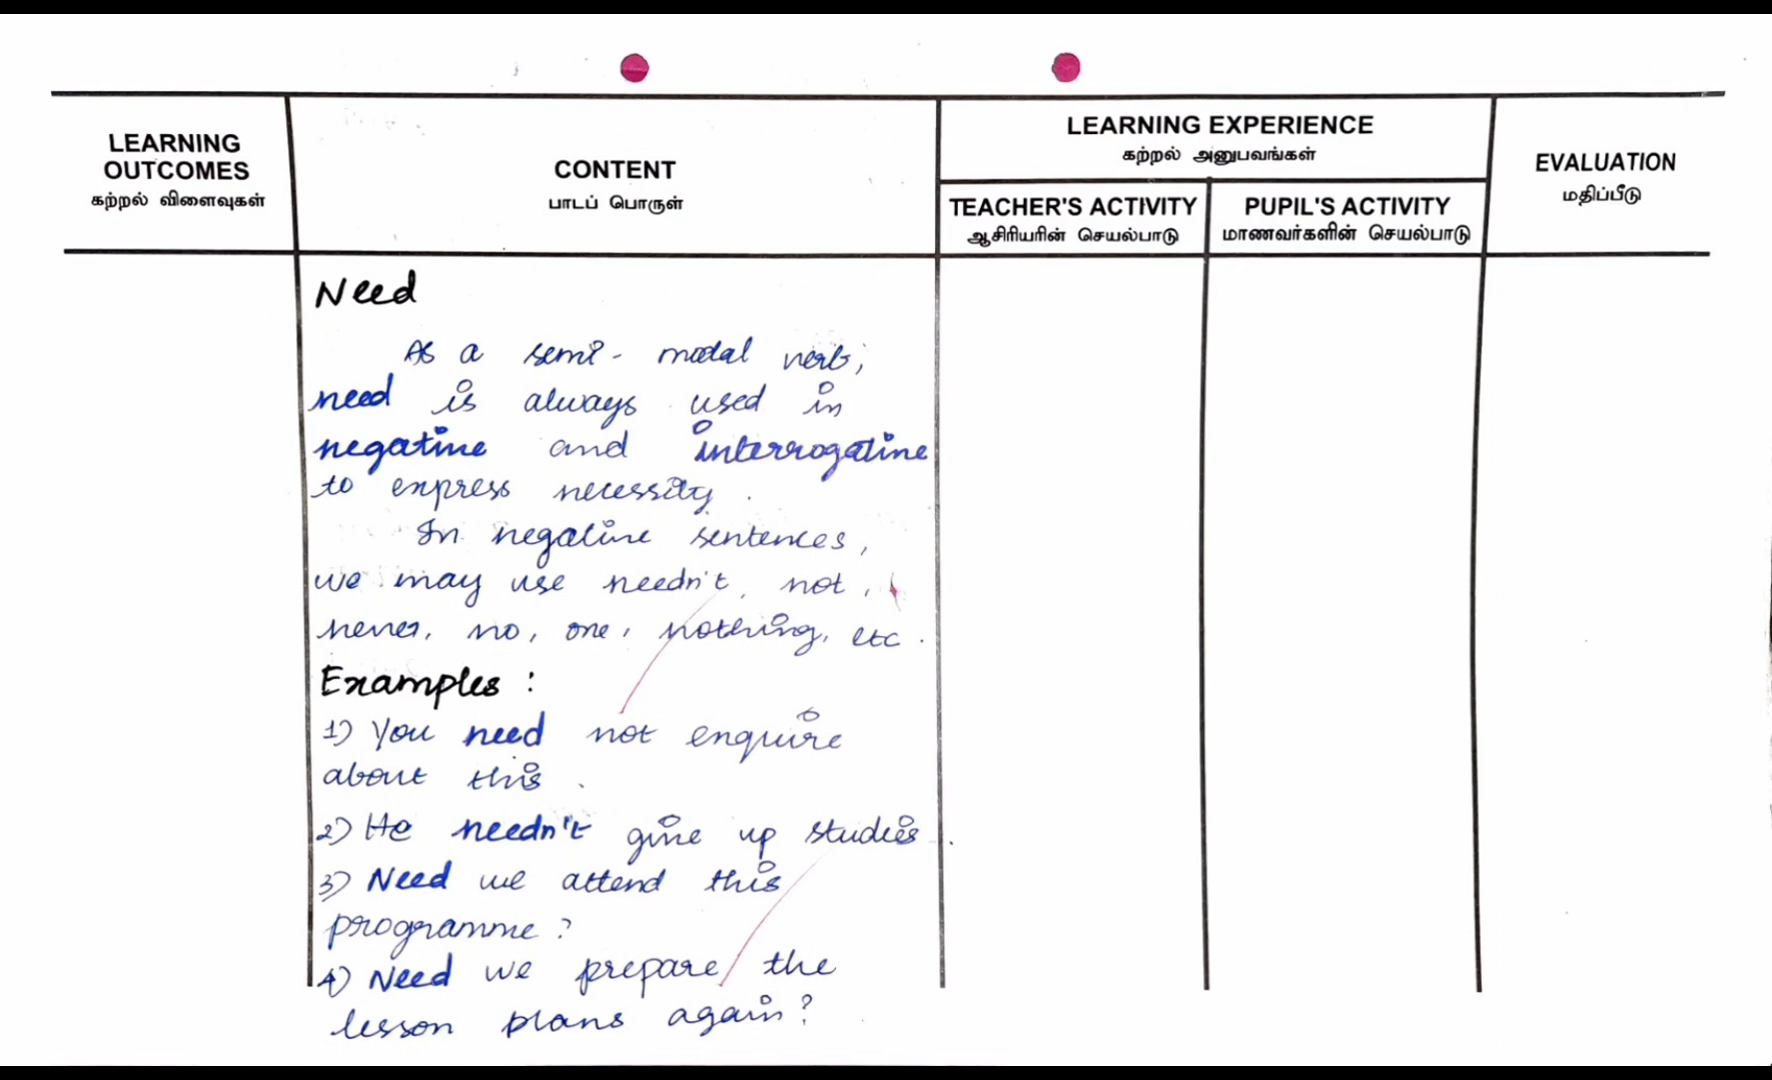 LEARNING
OUTCOMES
கற்றல் விளைவுகள்
CONTENT
பாடப் பொருள்
LEARNING EXPERIENCE
கற்றல் அனுபவங்கள்
TEACHER'S ACTIVITY
ஆசிரியரின் செயல்பாடு
PUPIL'S ACTIVITY
மாணவர்களின் செயல்பாடு
EVALUATION
மதிப்பீடு
Need
As a semi-modal verb,
need is always used in
negative and interrogative
to express necessity.
In negative sentences,
we may use needn't, not,
never, no, one, nothing, etc.
Examples:
1) You need not enquire
about this.
2) He needn't give up studies.
3) Need we attend this
programme?
4) Need we prepare the
lesson plans again?